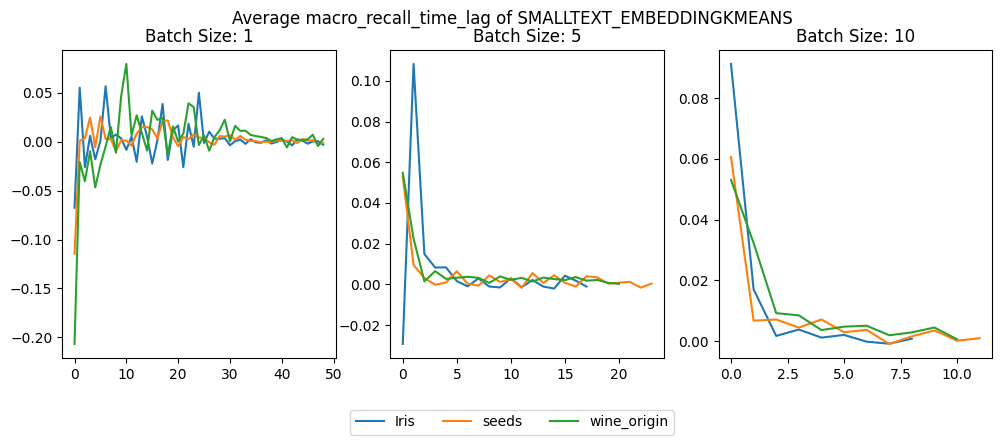 Average macro_recall_time_lag of SMALLTEXT_EMBEDDINGKMEANS
Batch Size: 1
0.05
0.00
−0.05
−0.10
−0.15
−0.20
0 10 20 30 40 50
Batch Size: 5
0.10
0.08
0.06
0.04
0.02
0.00
−0.02
0 5 10 15 20
Batch Size: 10
0.08
0.06
0.04
0.02
0.00
0.0 2.5 5.0 7.5 10.0
Iris seeds wine_origin